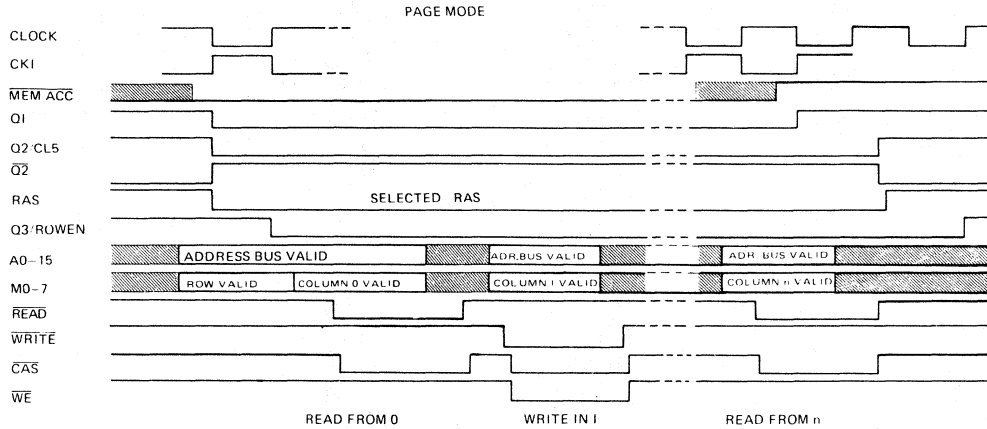 PAGE MODE
CLOCK
CKI
MEM ACC
Q1
Q2/CL5
Q2
RAS
SELECTED RAS
Q3/ROWEN
A0-15
ADDRESS BUS VALID
ADR.BUS VALID
ADR. BUS VALID
M0-7
ROW VALID
COLUMN 0 VALID
COLUMN I VALID
COLUMN n VALID
READ
WRITE
CAS
WE
READ FROM 0
WRITE IN I
READ FROM n